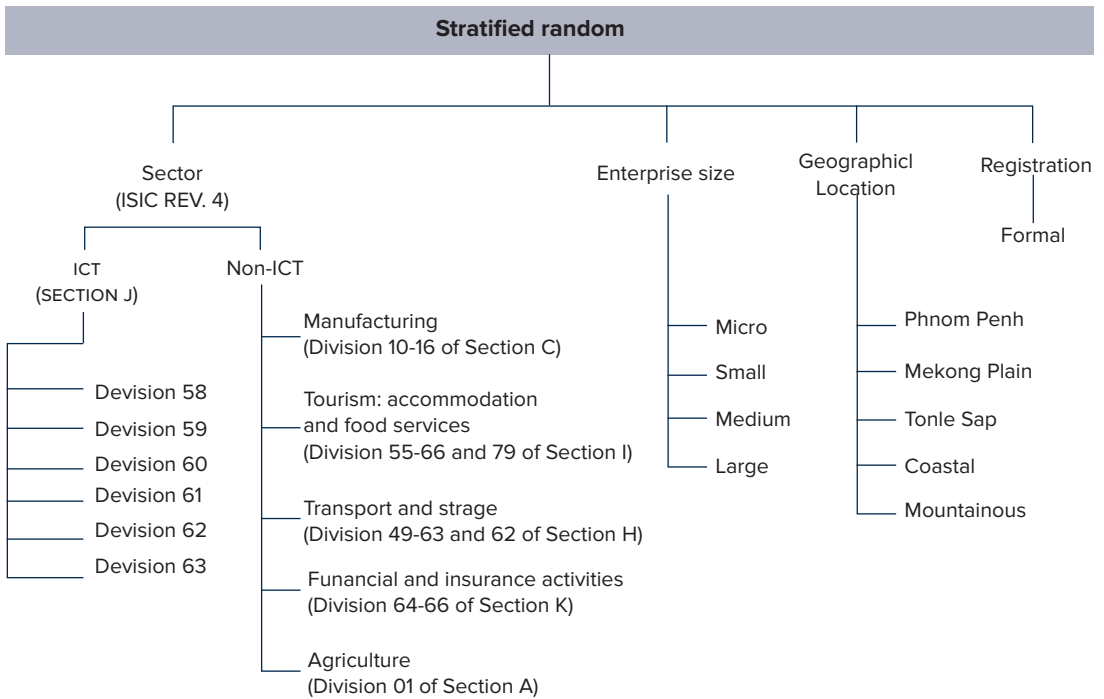 Stratified random
Sector
(ISIC REV. 4)
Enterprise size
Geographicl
Location
Registration
Formal
ICT
(SECTION J)
Non-ICT
Devision 58
Devision 59
Devision 60
Devision 61
Devision 62
Devision 63
Manufacturing
(Division 10-16 of Section C)
Tourism: accommodation
and food services
(Division 55-66 and 79 of Section I)
Transport and strage
(Division 49-63 and 62 of Section H)
Funancial and insurance activities
(Division 64-66 of Section K)
Agriculture
(Division 01 of Section A)
Micro
Small
Medium
Large
Phnom Penh
Mekong Plain
Tonle Sap
Coastal
Mountainous